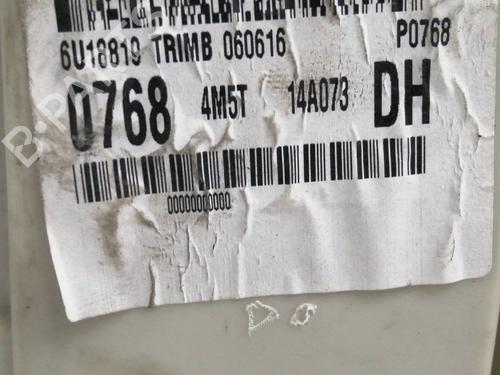 6U18819 TRIMB 060616 P0768
0768 4M5T 14A073 DH
00000000000
D O